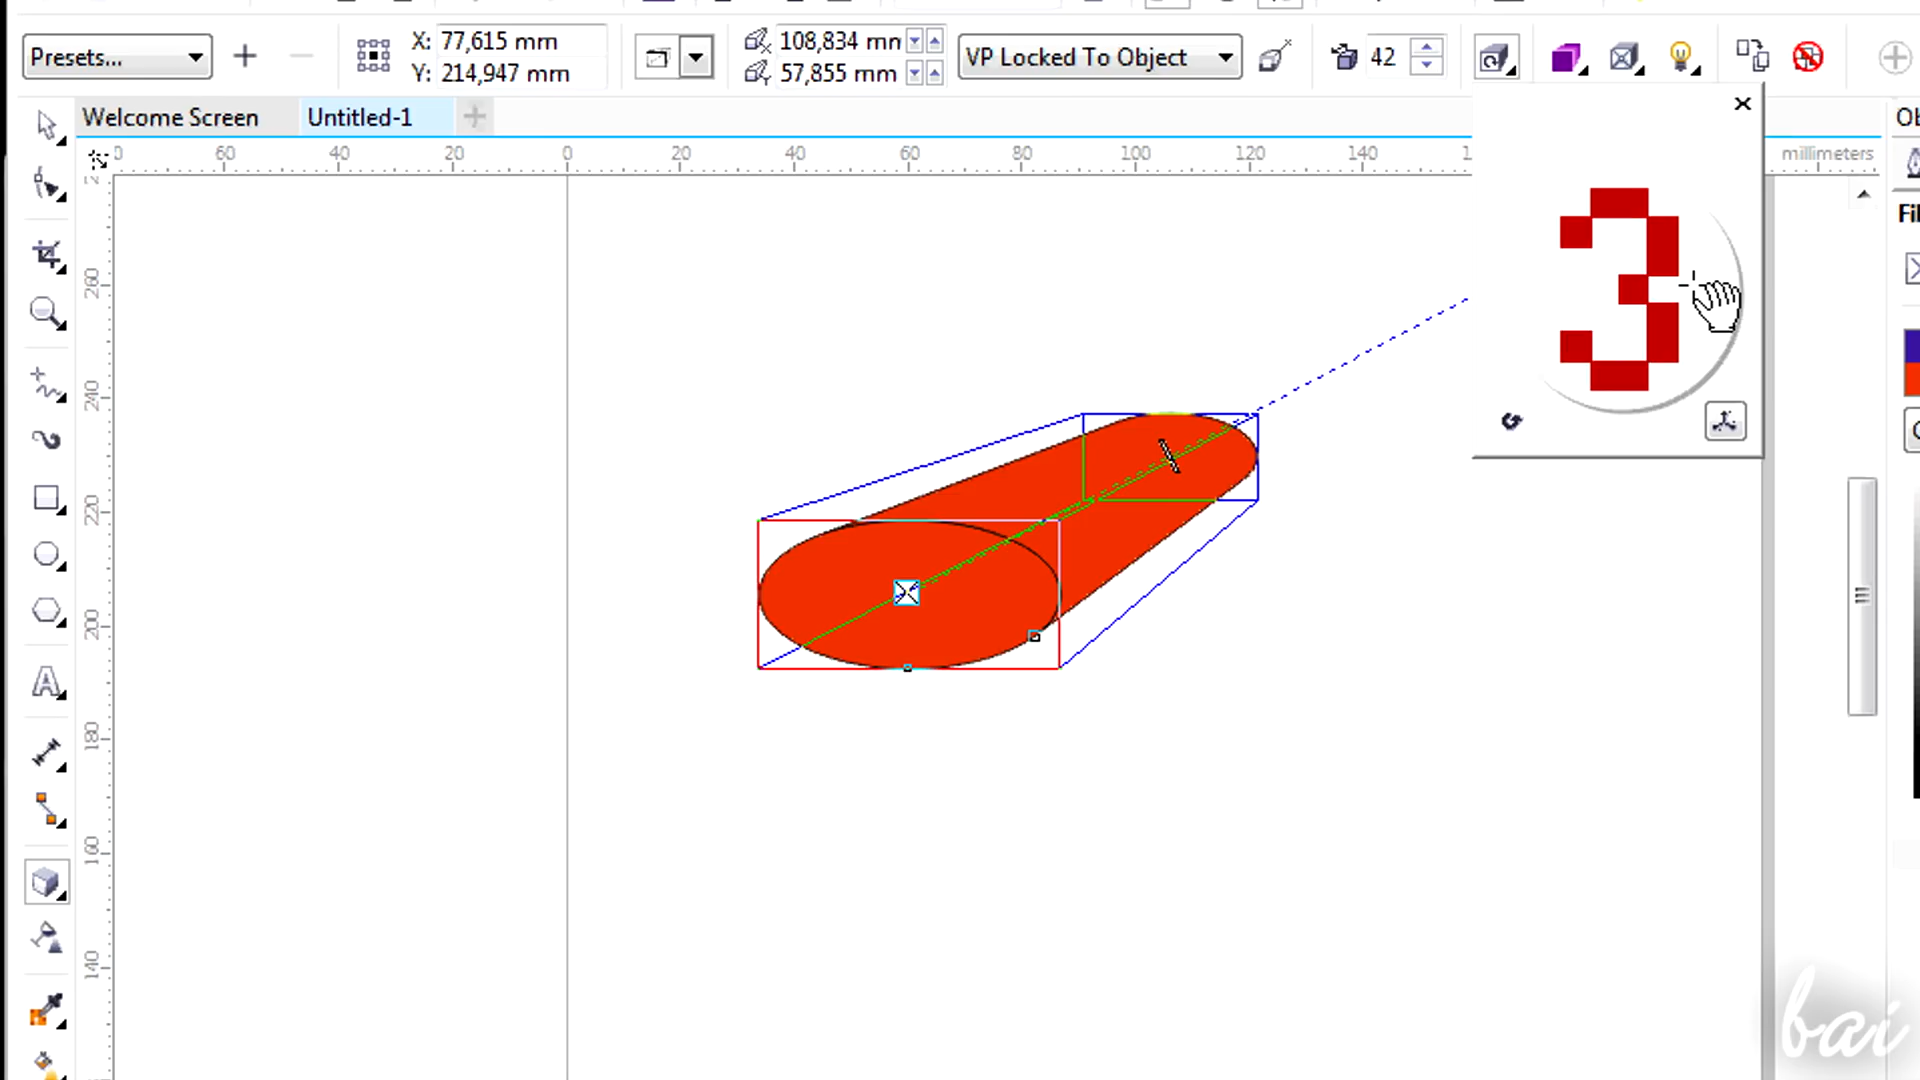 Presets...
X: 77,615 mm
Y: 214,947 mm
108,834 mm
57,855 mm
VP Locked To Object
42
Welcome Screen
Untitled-1
60 40 20 0 20 40 60 80 100 120 140
millimeters
260
240
220
200
180
160
140
3
bai